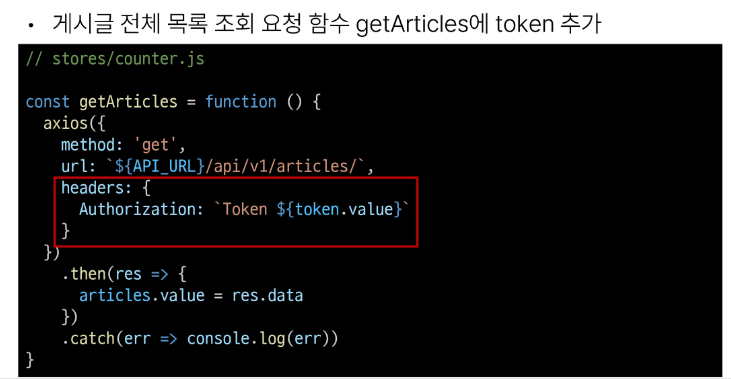 • 게시글 전체 목록 조회 요청 함수 getArticles에 token 추가
// stores/counter.js
const getArticles = function () {
axios({
method: 'get',
url: `${API_URL}/api/v1/articles/`,
headers: {
Authorization: `Token ${token.value}`
}
})
.then(res => {
articles.value = res.data
})
.catch(err => console.log(err))
}